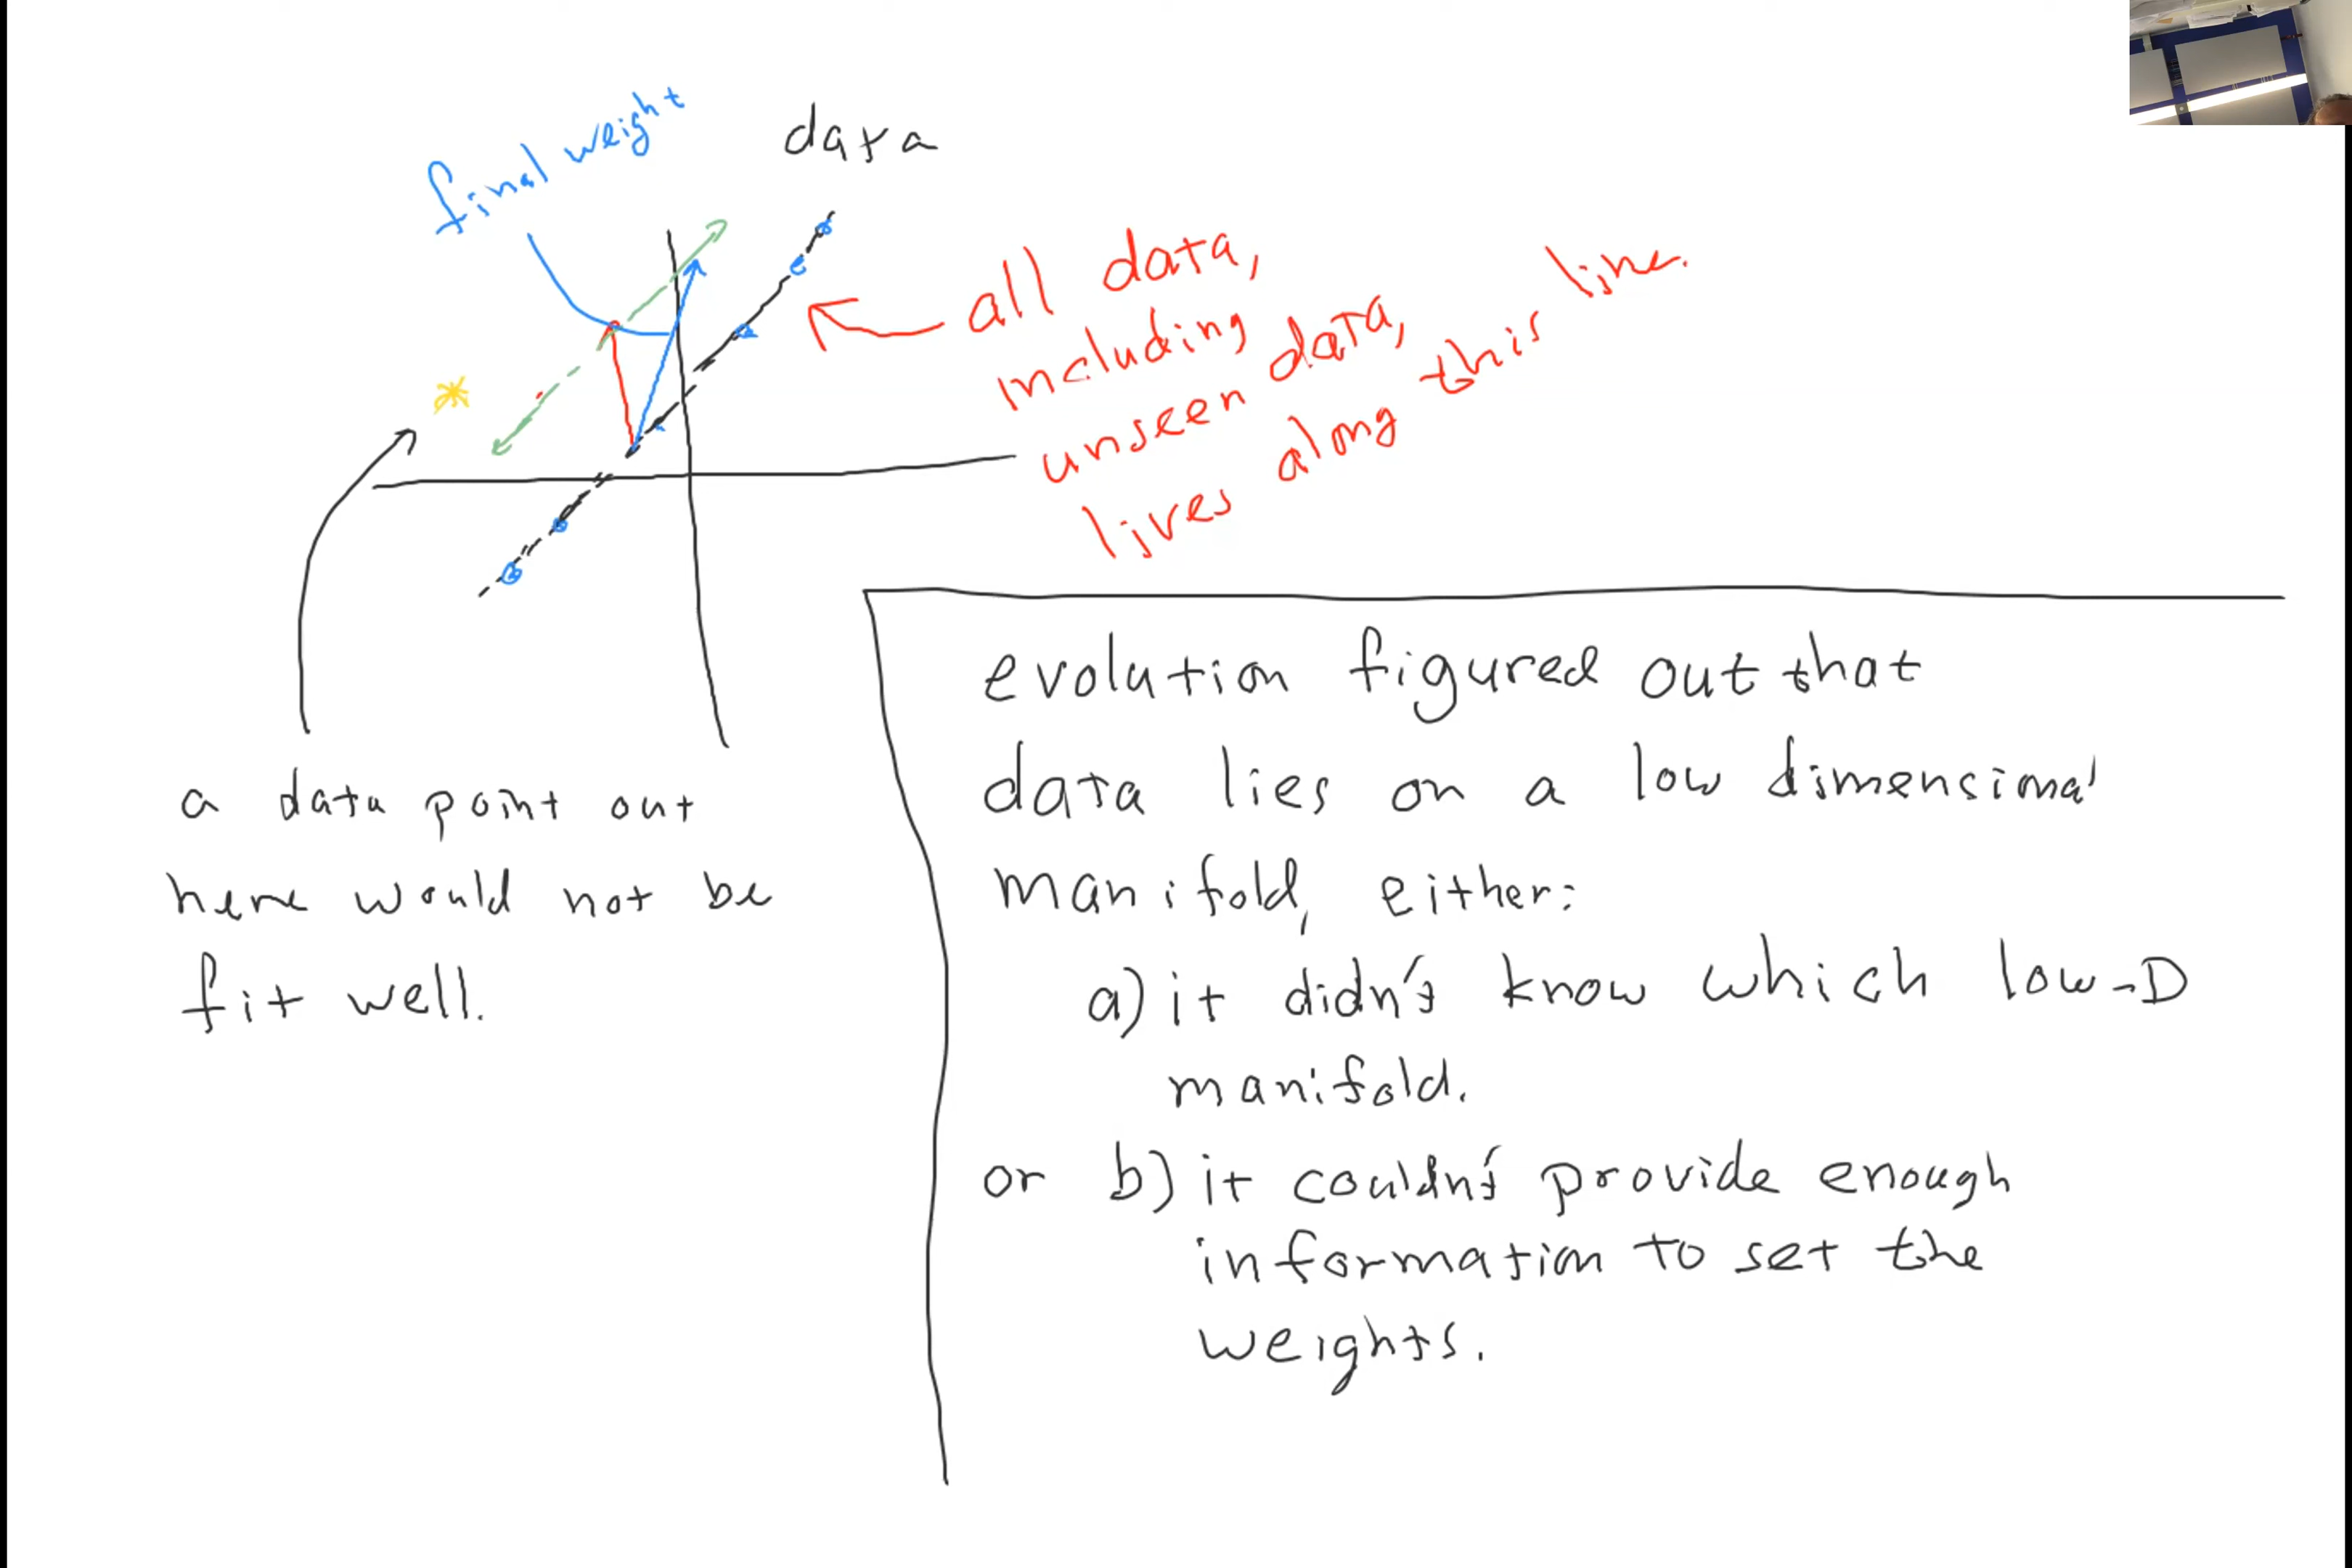 final weight
data
all data,
including
unseen data,
lives along this line.
a data point out
here would not be
fit well.
evolution figured out that
data lies on a low dimensional
manifold, either:
a) it didn't know which low-D
manifold.
or b) it couldn't provide enough
information to set the
weights.